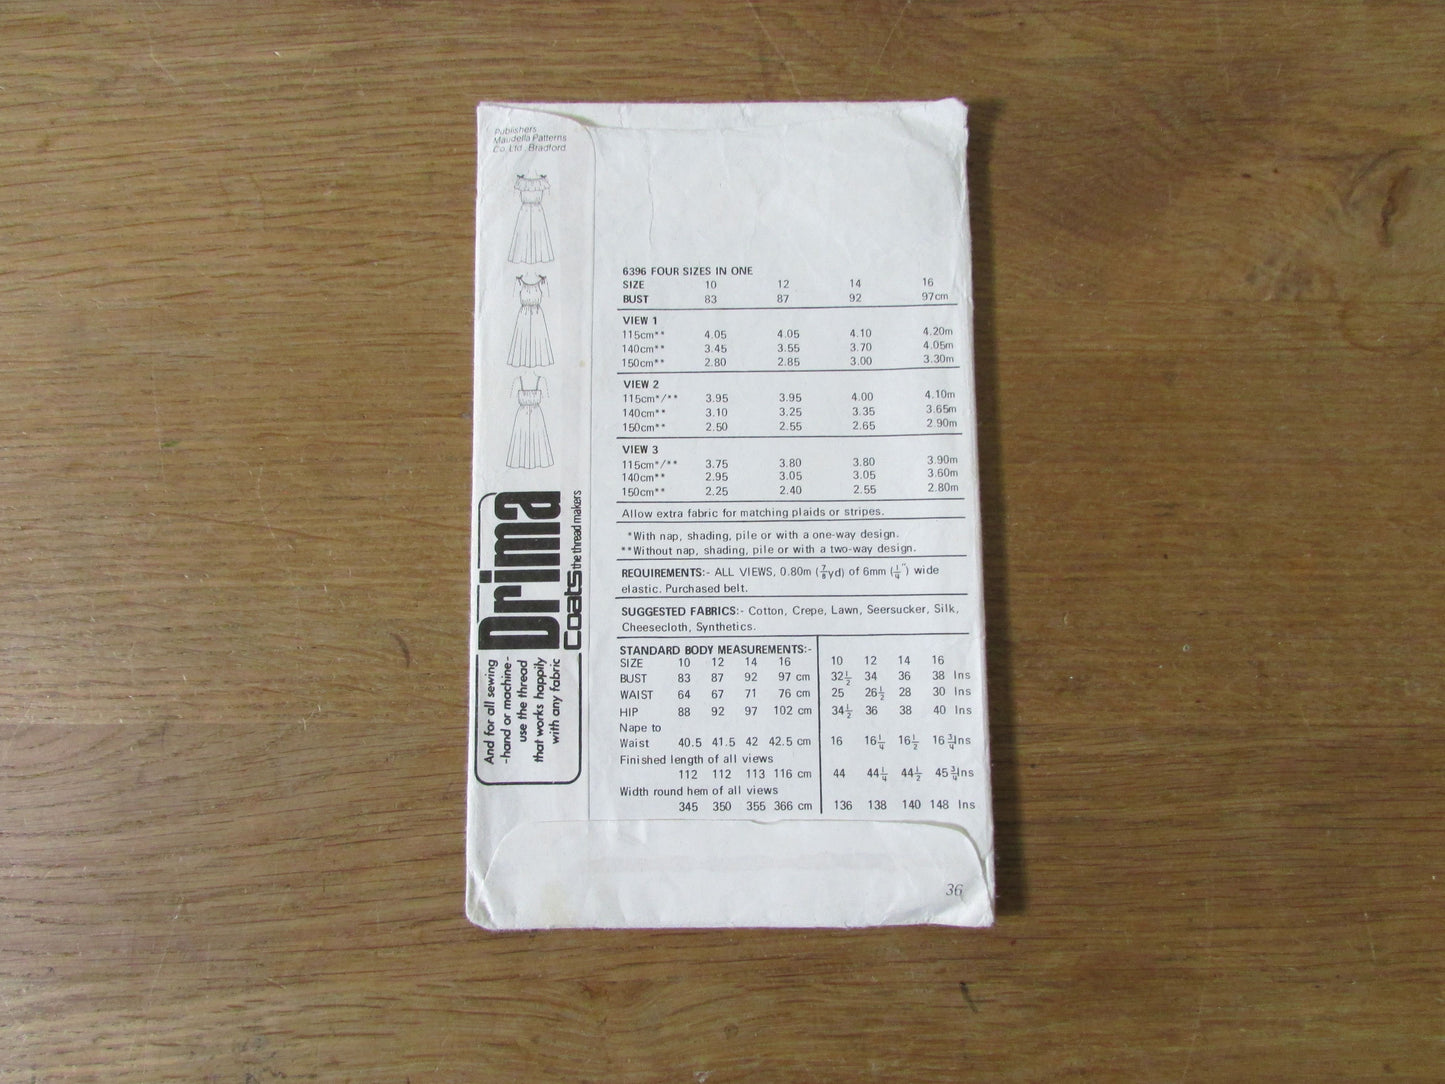 Publishers
Maudella Patterns
Co. Ltd., Bradford
6396 FOUR SIZES IN ONE
SIZE 10 12 14 16
BUST 83 87 92 97cm
VIEW 1
115cm** 4.05 4.05 4.10 4.20m
140cm** 3.45 3.55 3.70 4.05m
150cm** 2.80 2.85 3.00 3.30m
VIEW 2
115cm*/** 3.95 3.95 4.00 4.10m
140cm** 3.10 3.25 3.35 3.65m
150cm** 2.50 2.55 2.65 2.90m
VIEW 3
115cm*/** 3.75 3.80 3.80 3.90m
140cm** 2.95 3.05 3.05 3.60m
150cm** 2.25 2.40 2.55 2.80m
Allow extra fabric for matching plaids or stripes.
*With nap, shading, pile or with a one-way design.
**Without nap, shading, pile or with a two-way design.
REQUIREMENTS:- ALL VIEWS, 0.80m (⅞yd) of 6mm (¼") wide
elastic. Purchased belt.
SUGGESTED FABRICS:- Cotton, Crepe, Lawn, Seersucker, Silk,
Cheesecloth, Synthetics.
STANDARD BODY MEASUREMENTS:-
SIZE 10 12 14 16 10 12 14 16
BUST 83 87 92 97 cm 32½ 34 36 38 Ins
WAIST 64 67 71 76 cm 25 26½ 28 30 Ins
HIP 88 92 97 102 cm 34½ 36 38 40 Ins
Nape to
Waist 40.5 41.5 42 42.5 cm 16 16¼ 16½ 16¾Ins
Finished length of all views
112 112 113 116 cm 44 44¼ 44½ 45¾Ins
Width round hem of all views
345 350 355 366 cm 136 138 140 148 Ins
Drima
Coats the thread makers
And for all sewing
-hand or machine-
use the thread
that works happily
with any fabric
36